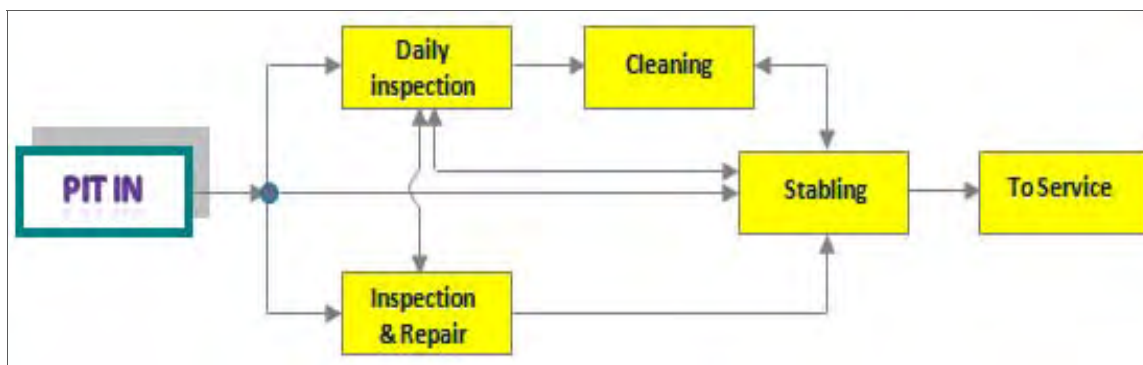 Daily
inspection
Cleaning
PIT IN
Stabling
To Service
Inspection
& Repair